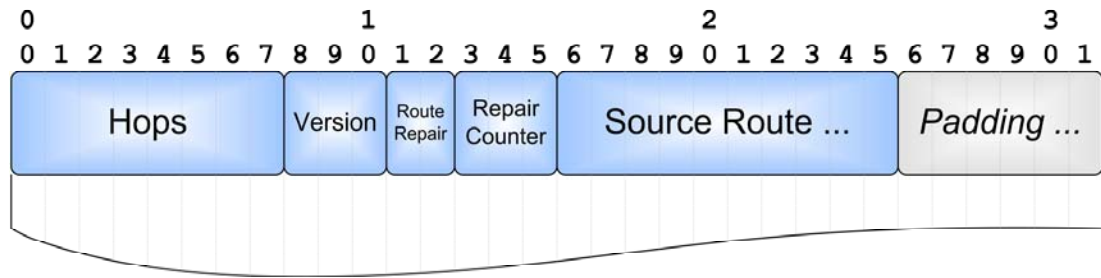 0 1 2 3
0 1 2 3 4 5 6 7 8 9 0 1 2 3 4 5 6 7 8 9 0 1 2 3 4 5 6 7 8 9 0 1
Hops Version Route Repair Repair Counter Source Route ... Padding ...